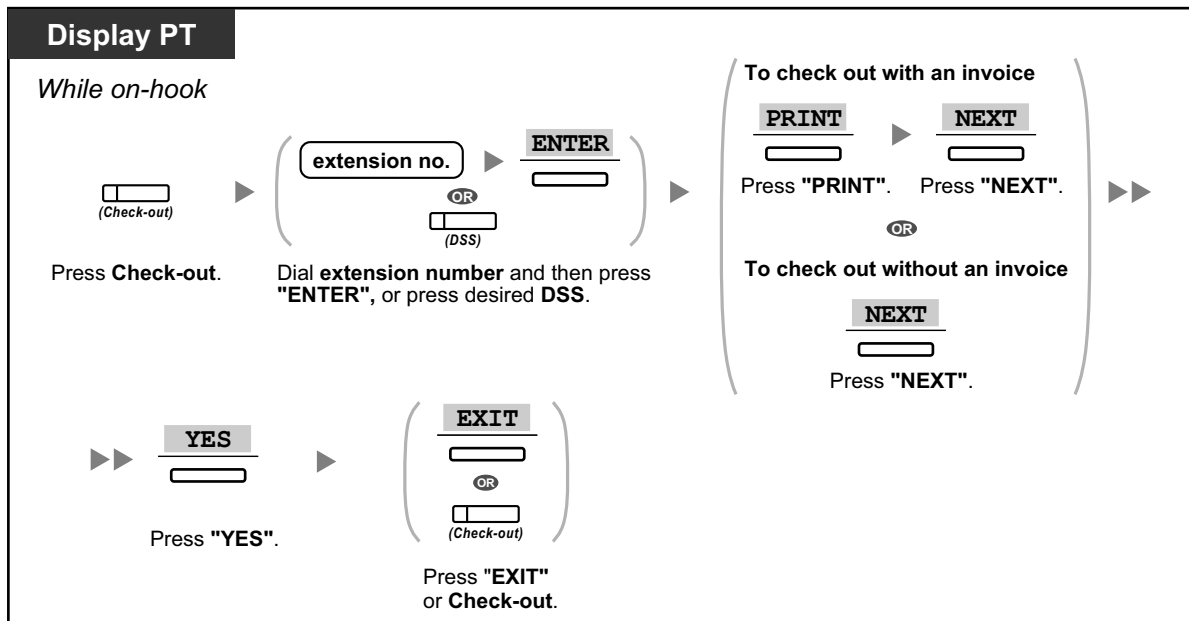 Display PT
While on-hook
(Check-out)
Press Check-out.
extension no.
ENTER
OR
(DSS)
Dial extension number and then press
"ENTER", or press desired DSS.
To check out with an invoice
PRINT
NEXT
Press "PRINT".
Press "NEXT".
OR
To check out without an invoice
NEXT
Press "NEXT".
YES
Press "YES".
EXIT
OR
(Check-out)
Press "EXIT"
or Check-out.